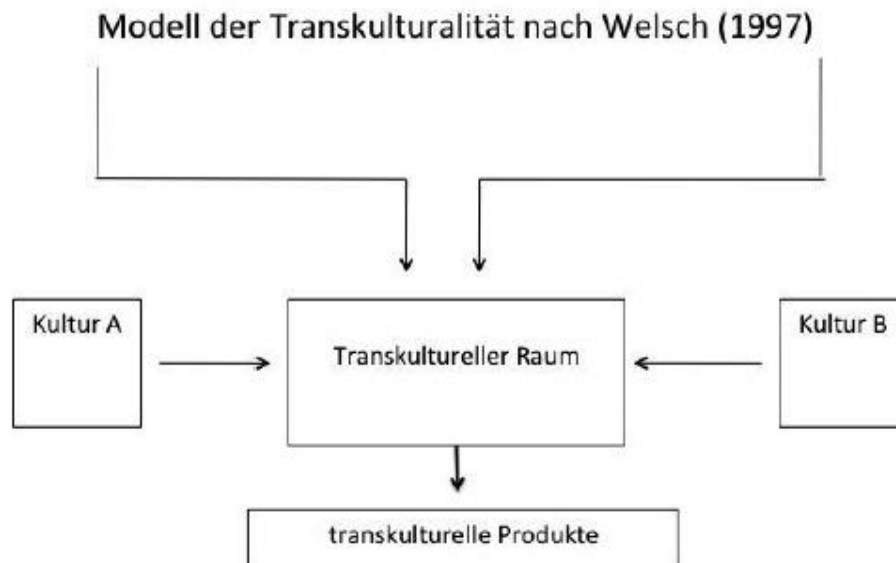 Modell der Transkulturalität nach Welsch (1997)
Kultur A
Transkultureller Raum
Kultur B
transkulturelle Produkte